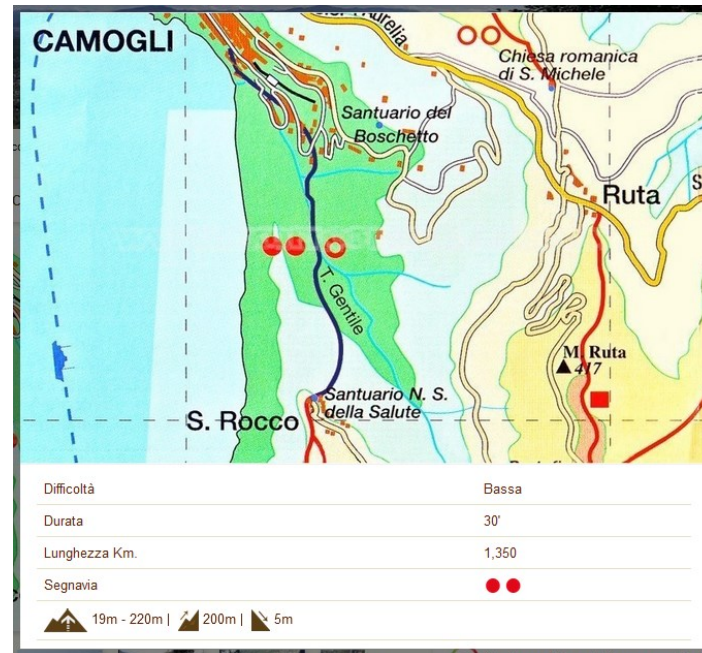 CAMOGLI
Aurelia
Chiesa romanica
di S. Michele
Santuario del
Boschetto
Ruta
S
T. Gentile
M. Ruta
417
Santuario N. S.
della Salute
S. Rocco
Difficoltà Bassa
Durata 30'
Lunghezza Km. 1,350
Segnavia
19m - 220m | 200m | 5m